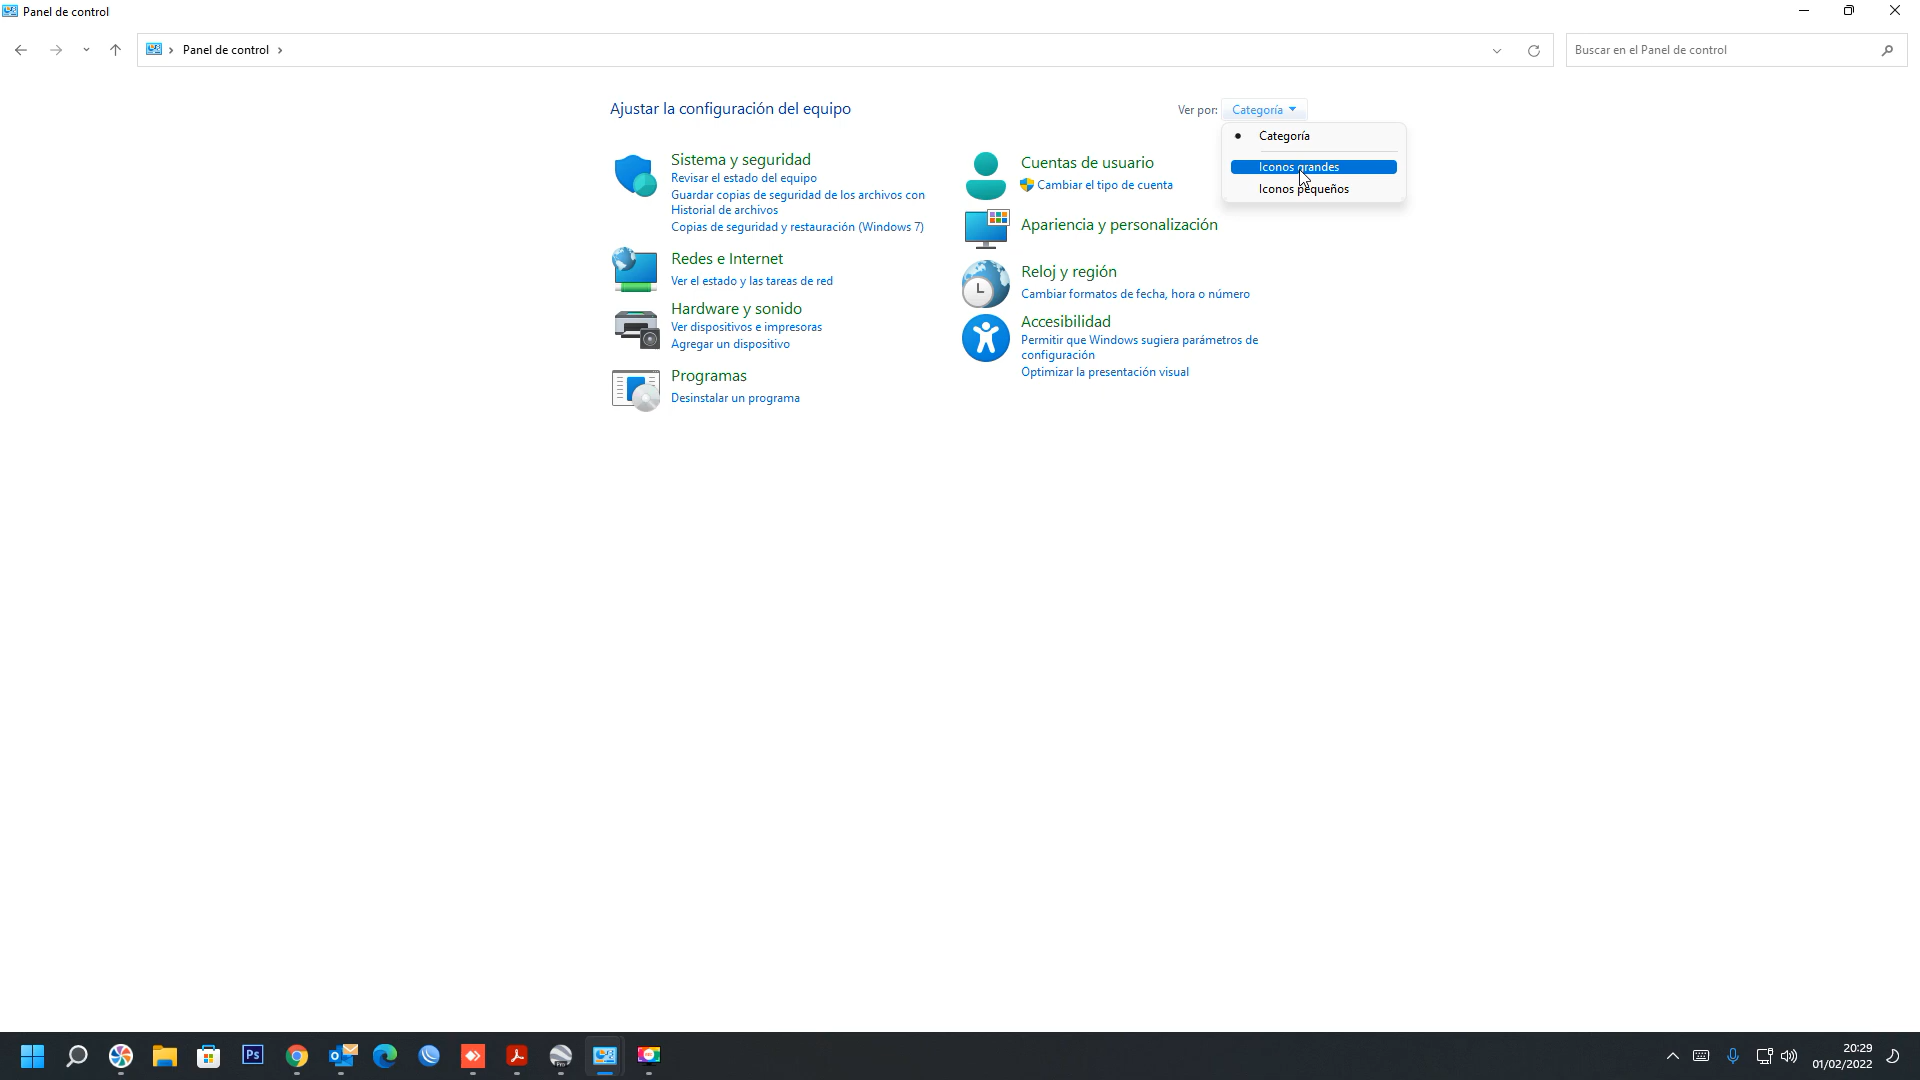 Panel de control
Panel de control
Buscar en el Panel de control
Ajustar la configuración del equipo
Ver por: Categoría
Categoría
Iconos grandes
Iconos pequeños
Sistema y seguridad
Revisar el estado del equipo
Guardar copias de seguridad de los archivos con
Historial de archivos
Copias de seguridad y restauración (Windows 7)
Redes e Internet
Ver el estado y las tareas de red
Hardware y sonido
Ver dispositivos e impresoras
Agregar un dispositivo
Programas
Desinstalar un programa
Cuentas de usuario
Cambiar el tipo de cuenta
Apariencia y personalización
Reloj y región
Cambiar formatos de fecha, hora o número
Accesibilidad
Permitir que Windows sugiera parámetros de
configuración
Optimizar la presentación visual
Ps
20:29
01/02/2022